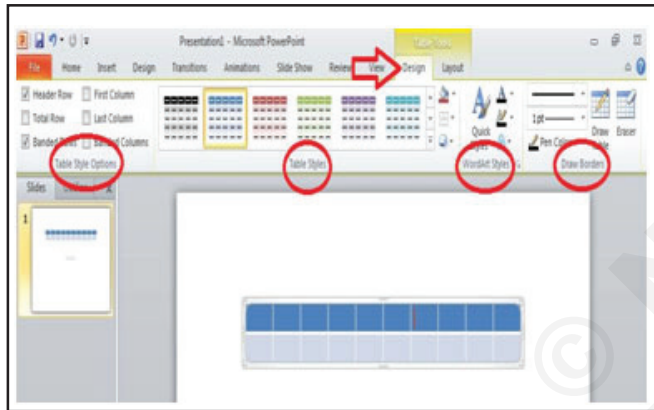 Presentation1 - Microsoft PowerPoint
Table Tools
File Home Insert Design Transitions Animations Slide Show Review View Design Layout
Header Row First Column
Total Row Last Column
Banded Rows Banded Columns
Table Style Options
Table Styles
Quick Styles
WordArt Styles
1 pt
Pen Color
Draw Table
Eraser
Draw Borders
Slides
1
©